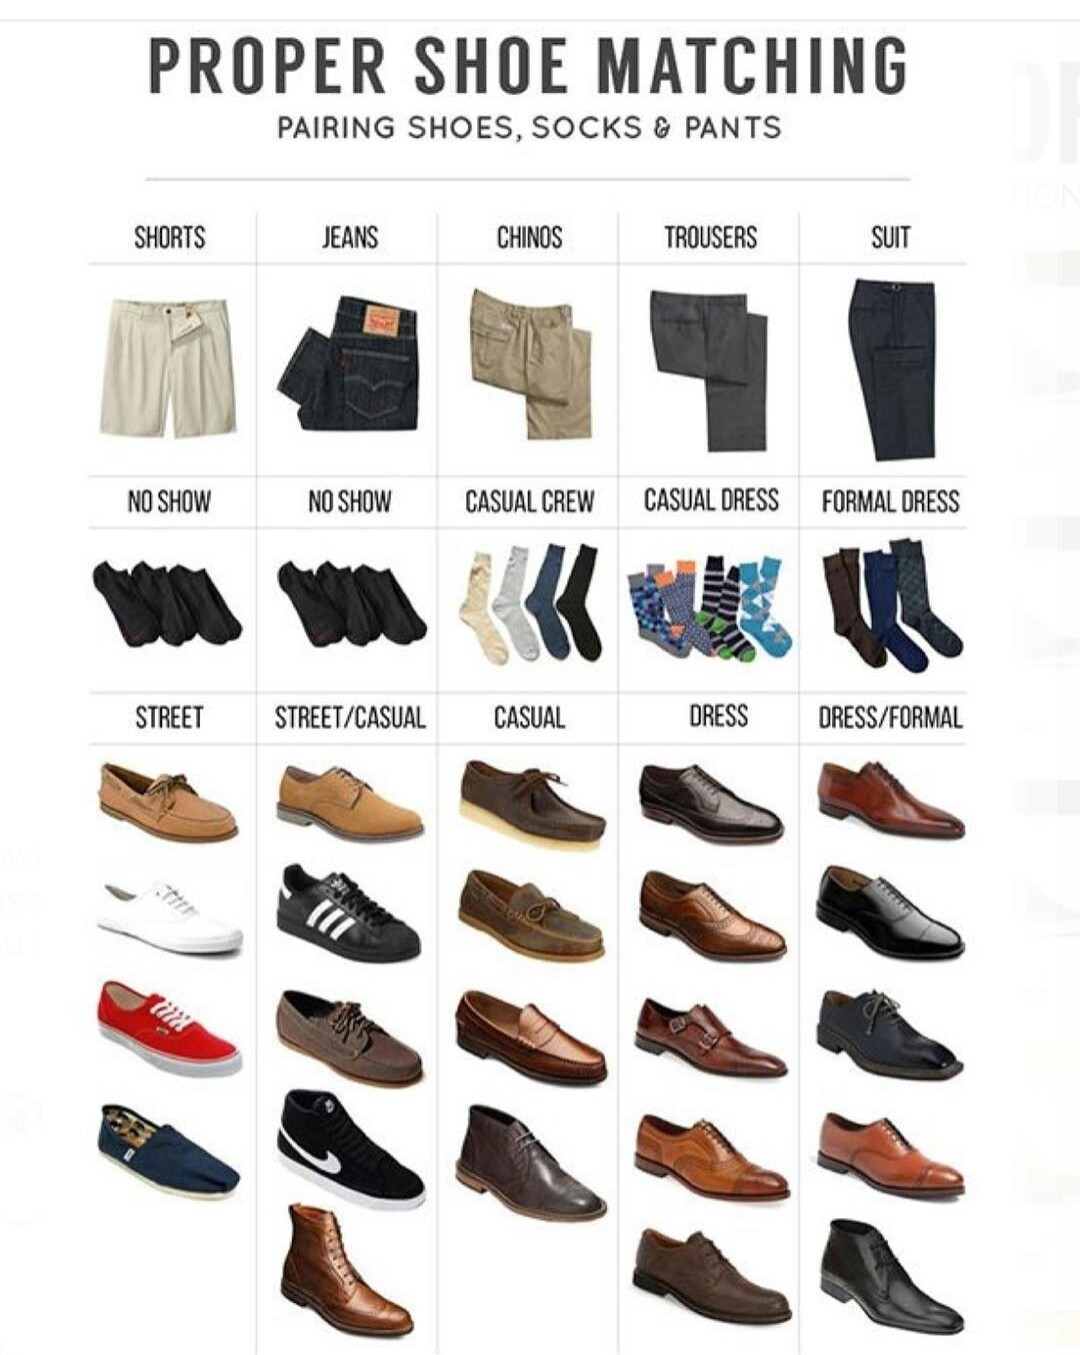 PROPER SHOE MATCHING
PAIRING SHOES, SOCKS & PANTS
SHORTS JEANS CHINOS TROUSERS SUIT
NO SHOW NO SHOW CASUAL CREW CASUAL DRESS FORMAL DRESS
STREET STREET/CASUAL CASUAL DRESS DRESS/FORMAL